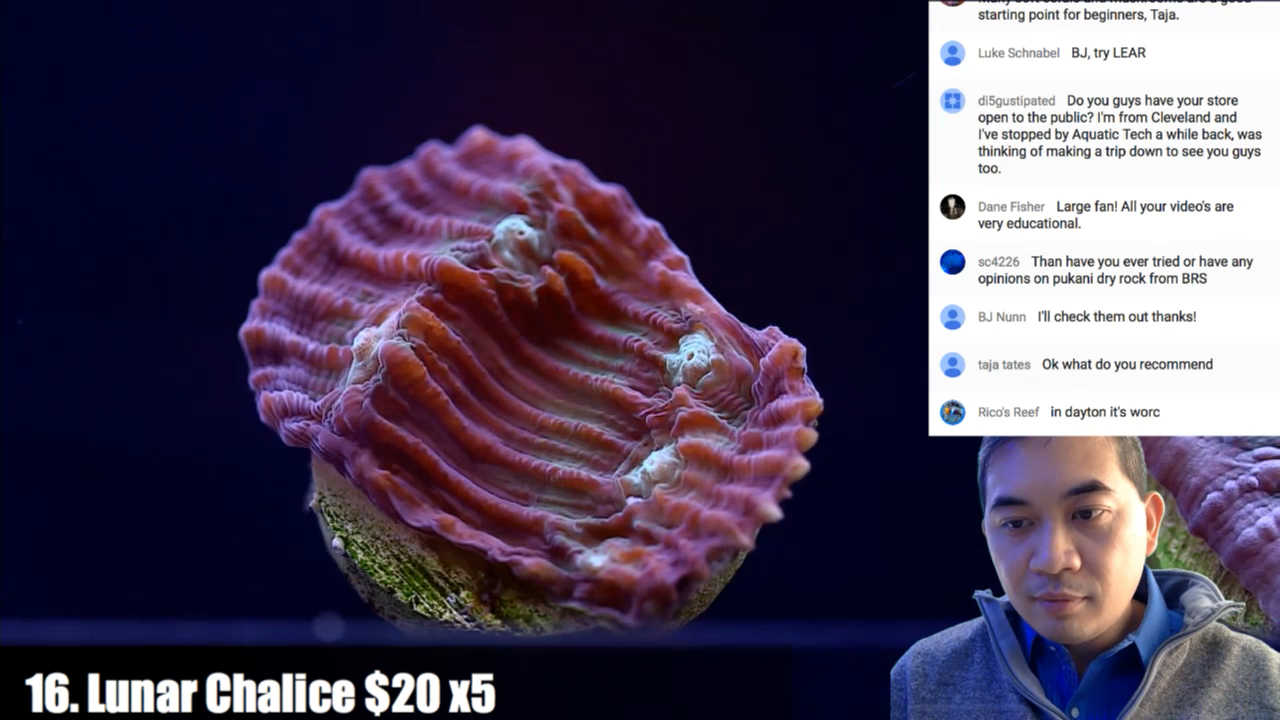 starting point for beginners, Taja.
Luke Schnabel BJ, try LEAR
di5gustipated Do you guys have your store
open to the public? I'm from Cleveland and
I've stopped by Aquatic Tech a while back, was
thinking of making a trip down to see you guys
too.
Dane Fisher Large fan! All your video's are
very educational.
sc4226 Than have you ever tried or have any
opinions on pukani dry rock from BRS
BJ Nunn I'll check them out thanks!
taja tates Ok what do you recommend
Rico's Reef in dayton it's worc
16. Lunar Chalice $20 x5